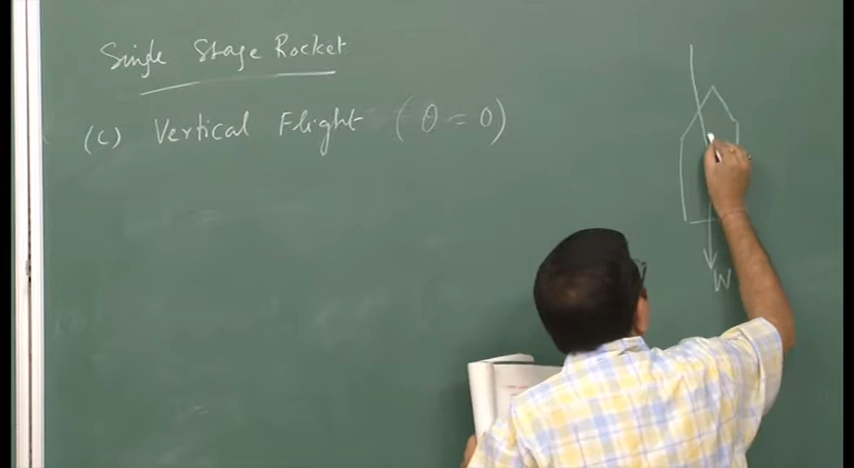 Single Stage Rocket
(c) Vertical Flight (θ = 0)
W